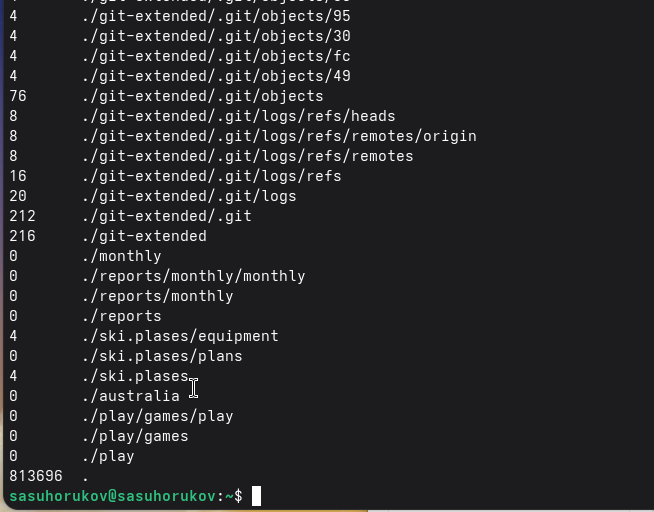 4 ./git-extended/.git/objects/95
4 ./git-extended/.git/objects/30
4 ./git-extended/.git/objects/fc
4 ./git-extended/.git/objects/49
76 ./git-extended/.git/objects
8 ./git-extended/.git/logs/refs/heads
8 ./git-extended/.git/logs/refs/remotes/origin
8 ./git-extended/.git/logs/refs/remotes
16 ./git-extended/.git/logs/refs
20 ./git-extended/.git/logs
212 ./git-extended/.git
216 ./git-extended
0 ./monthly
0 ./reports/monthly/monthly
0 ./reports/monthly
0 ./reports
4 ./ski.plases/equipment
0 ./ski.plases/plans
4 ./ski.plases
0 ./australia
0 ./play/games/play
0 ./play/games
0 ./play
813696 .
sasuhorukov@sasuhorukov:~$